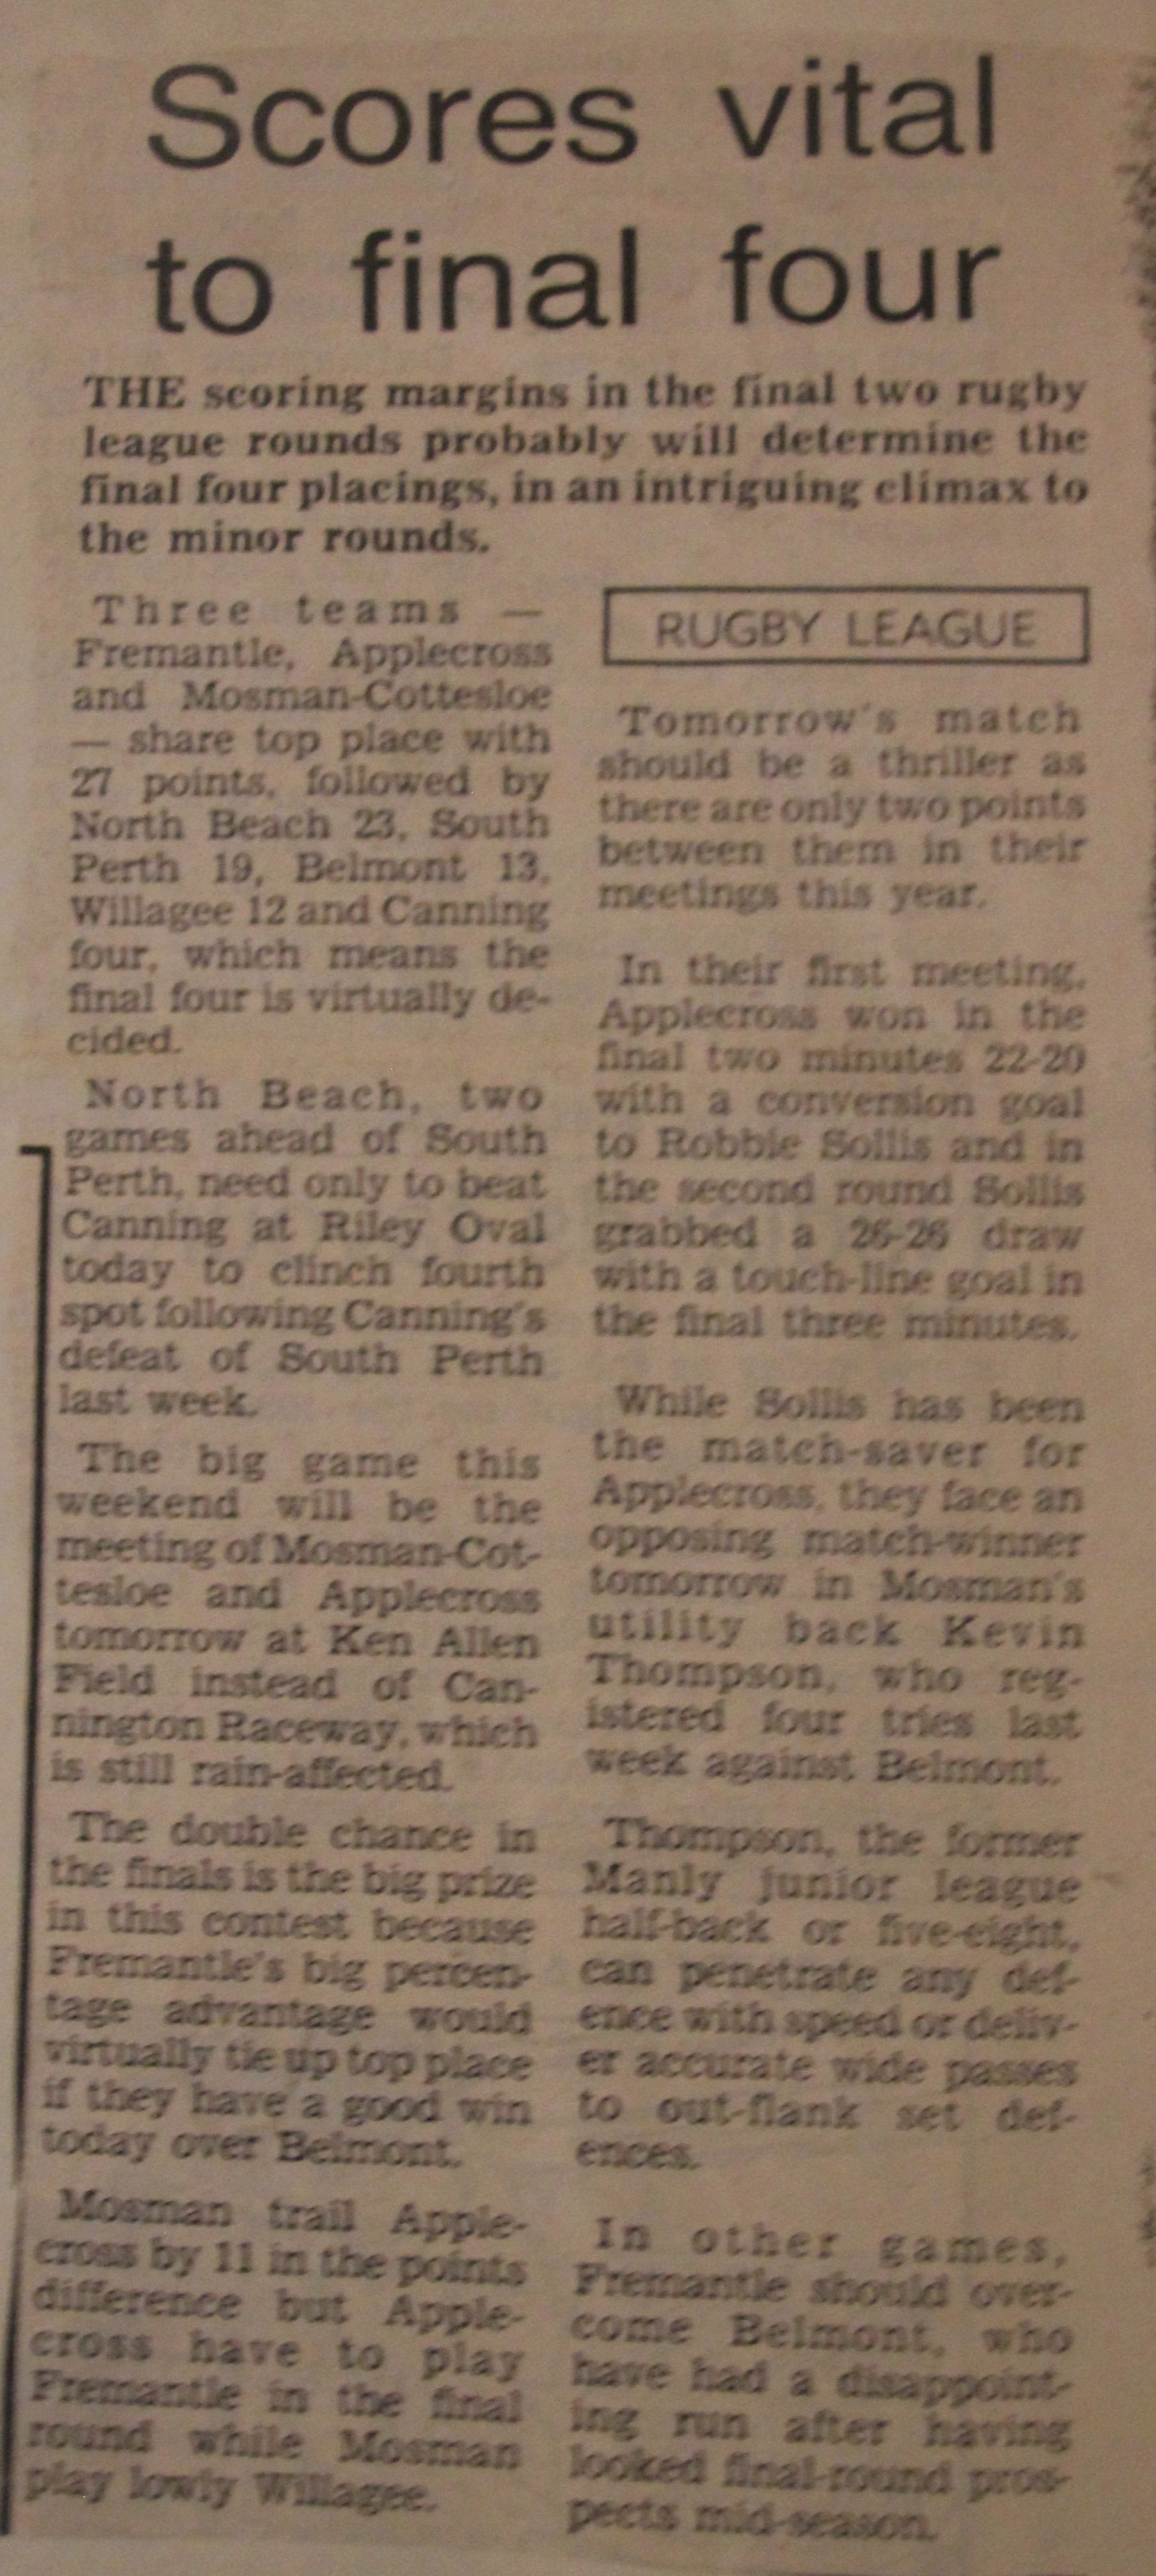 Scores vital
to final four
THE scoring margins in the final two rugby
league rounds probably will determine the
final four placings, in an intriguing climax to
the minor rounds.
Three teams —
Fremantle, Applecross
and Mosman-Cottesloe
— share top place with
27 points, followed by
North Beach 23, South
Perth 19, Belmont 13,
Willagee 12 and Canning
four, which means the
final four is virtually de-
cided.
North Beach, two
games ahead of South
Perth, need only to beat
Canning at Riley Oval
today to clinch fourth
spot following Canning's
defeat of South Perth
last week.
The big game this
weekend will be the
meeting of Mosman-Cot-
tesloe and Applecross
tomorrow at Ken Allen
Field instead of Can-
nington Raceway, which
is still rain-affected.
The double chance in
the finals is the big prize
in this contest because
Fremantle's big percen-
tage advantage would
virtually tie up top place
if they have a good win
today over Belmont.
Mosman trail Apple-
cross by 11 in the points
difference but Apple-
cross have to play
Fremantle in the final
round while Mosman
play lowly Willagee.
RUGBY LEAGUE
Tomorrow's match
should be a thriller as
there are only two points
between them in their
meetings this year.
In their first meeting,
Applecross won in the
final two minutes 22-20
with a conversion goal
to Robbie Sollis and in
the second round Sollis
grabbed a 26-26 draw
with a touch-line goal in
the final three minutes.
While Sollis has been
the match-saver for
Applecross, they face an
opposing match-winner
tomorrow in Mosman's
utility back Kevin
Thompson, who reg-
istered four tries last
week against Belmont.
Thompson, the former
Manly junior league
half-back or five-eight,
can penetrate any def-
ence with speed or deliv-
er accurate wide passes
to out-flank set def-
ences.
In other games,
Fremantle should over-
come Belmont, who
have had a disappoint-
ing run after having
looked final-round pros-
pects mid-season.